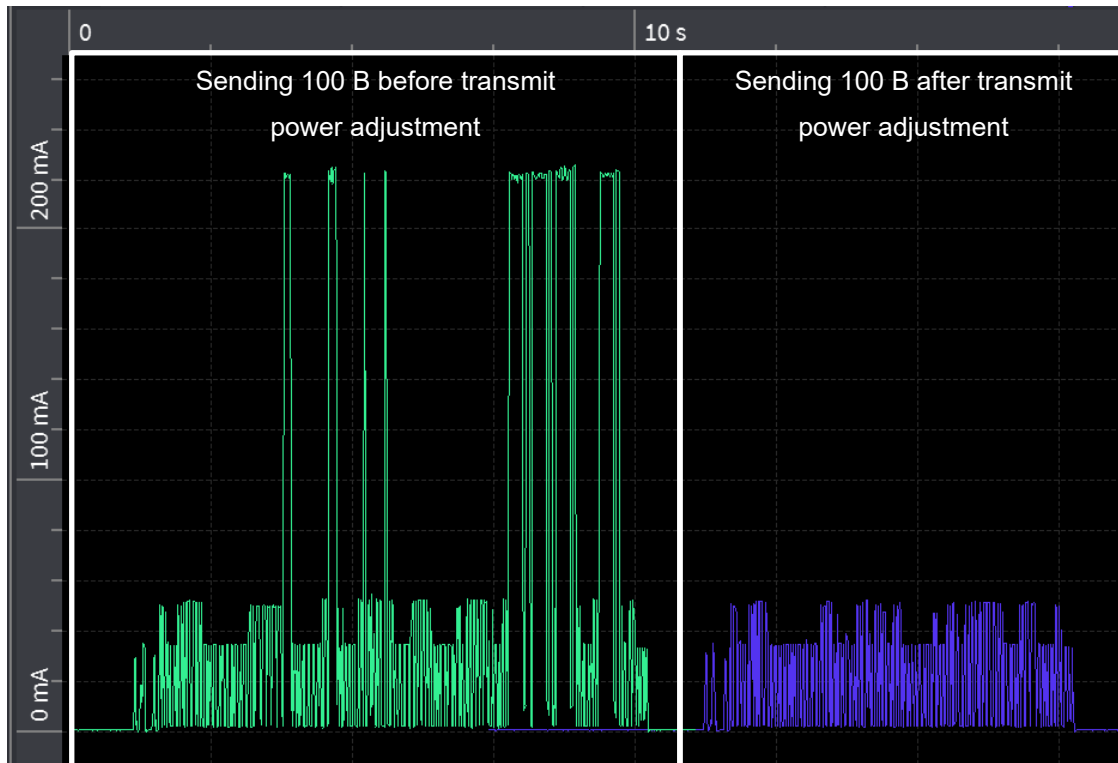 0
10 s
Sending 100 B before transmit
power adjustment
Sending 100 B after transmit
power adjustment
200 mA
100 mA
0 mA